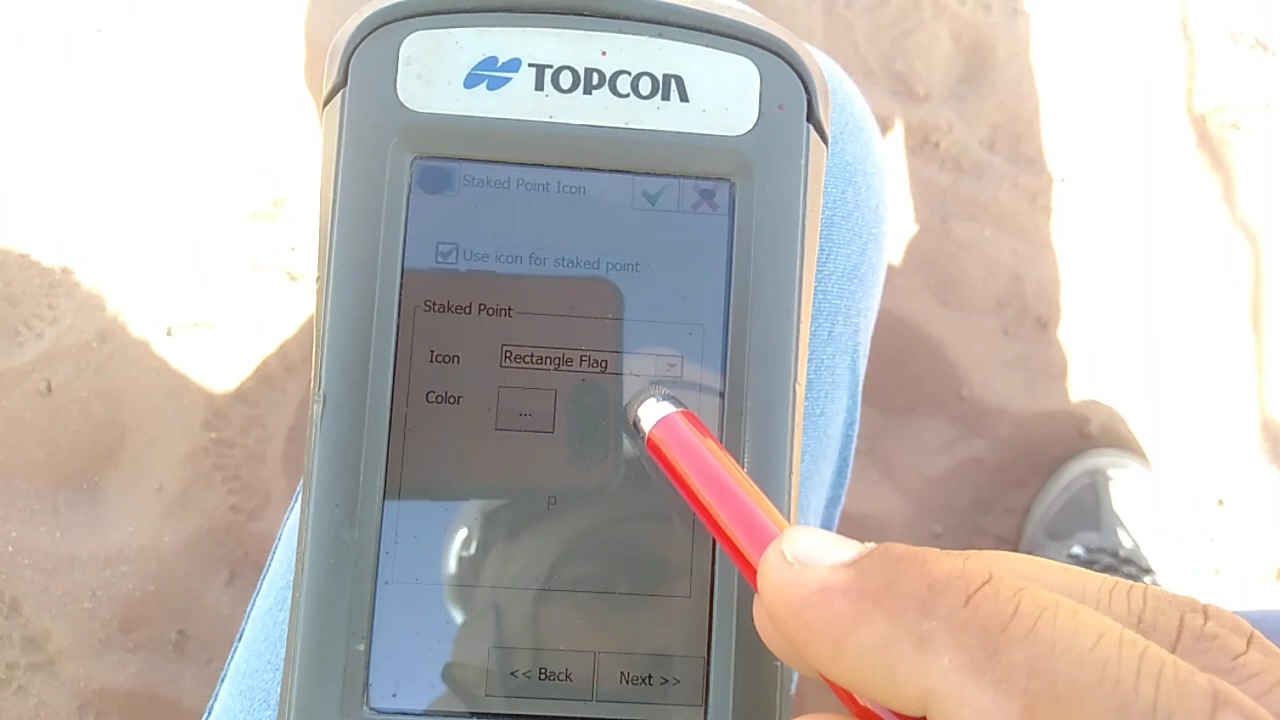 TOPCON
Staked Point Icon
Use icon for staked point
Staked Point
Icon
Rectangle Flag
Color
...
<< Back
Next >>